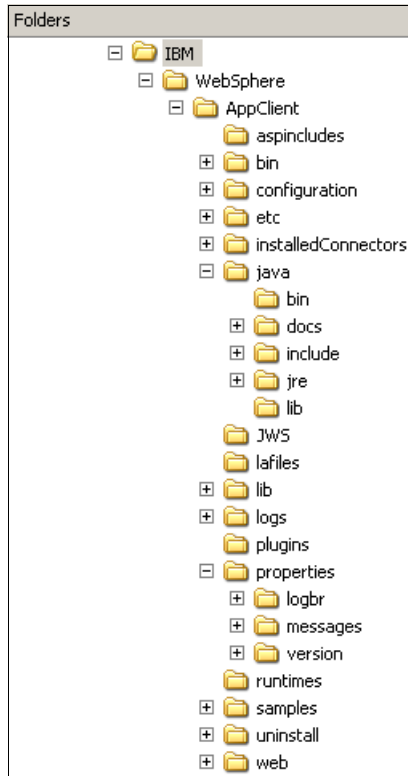 Folders
IBM
WebSphere
AppClient
aspincludes
bin
configuration
etc
installedConnectors
java
bin
docs
include
jre
lib
JWS
lafiles
lib
logs
plugins
properties
logbr
messages
version
runtimes
samples
uninstall
web